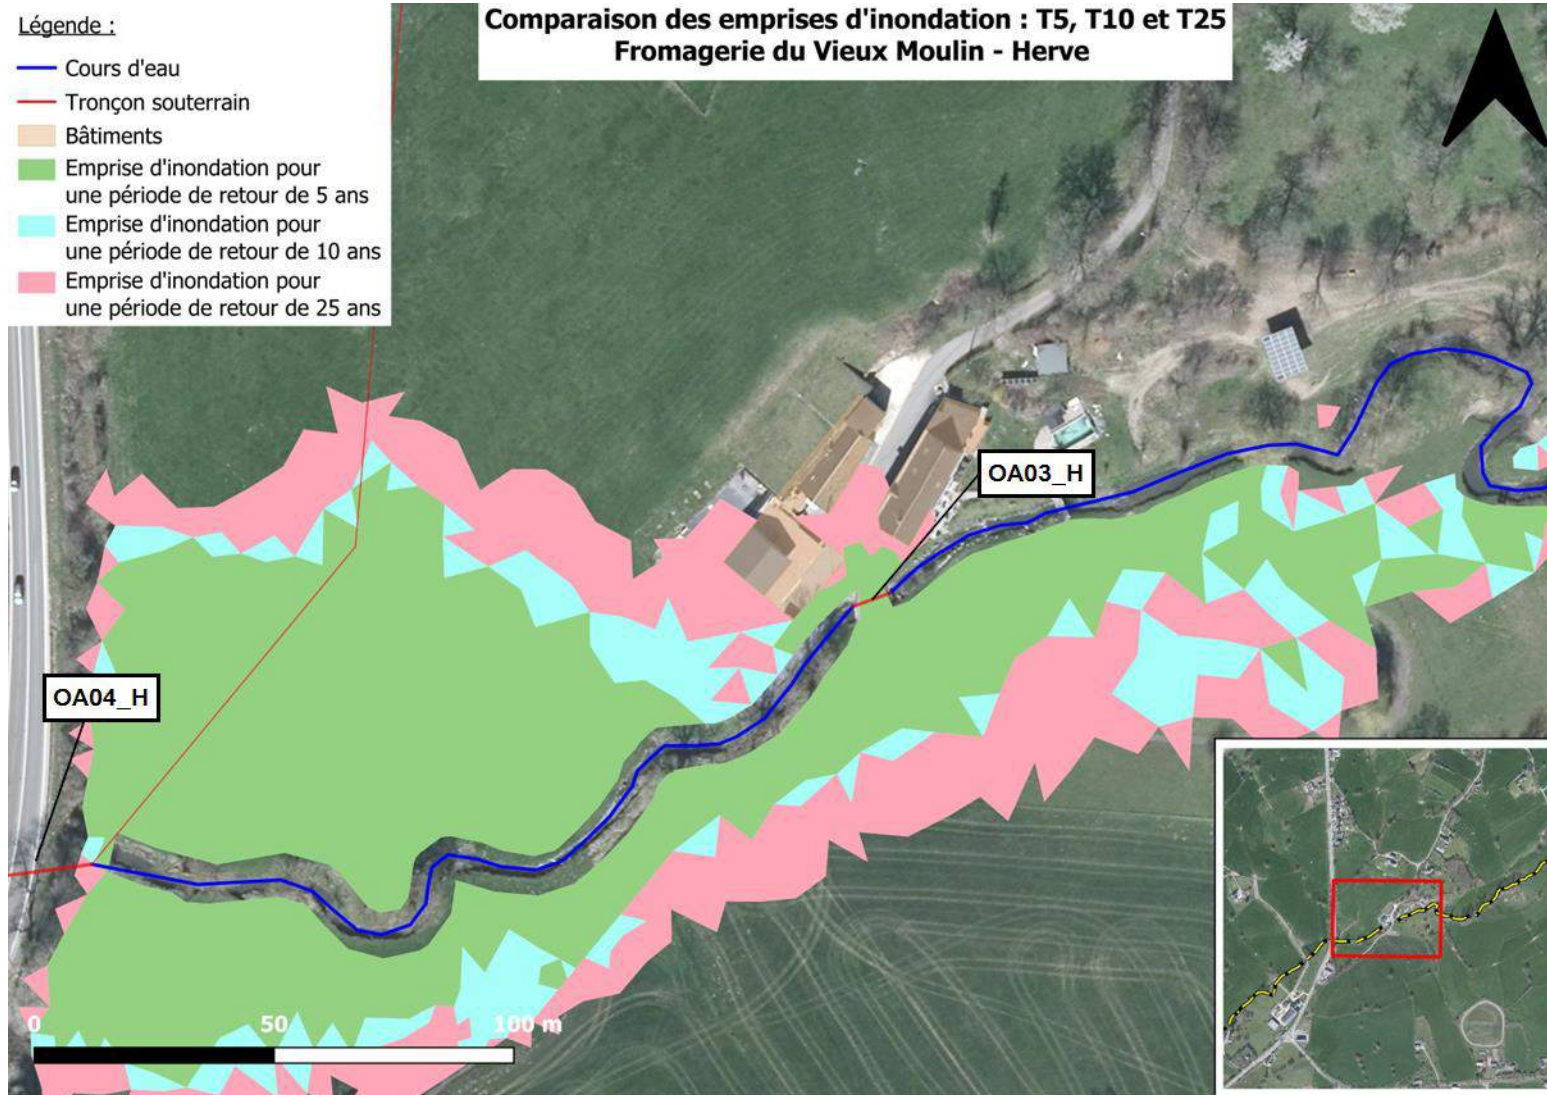 Comparaison des emprises d'inondation : T5, T10 et T25
Fromagerie du Vieux Moulin - Herve
Légende :
Cours d'eau
Tronçon souterrain
Bâtiments
Emprise d'inondation pour
une période de retour de 5 ans
Emprise d'inondation pour
une période de retour de 10 ans
Emprise d'inondation pour
une période de retour de 25 ans
OA03_H
OA04_H
0 50 100 m